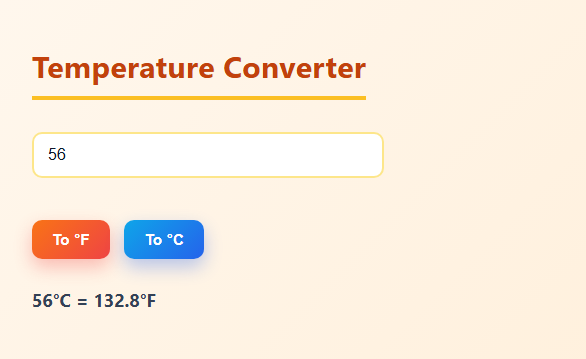 Temperature Converter
56
To °F To °C
56°C = 132.8°F